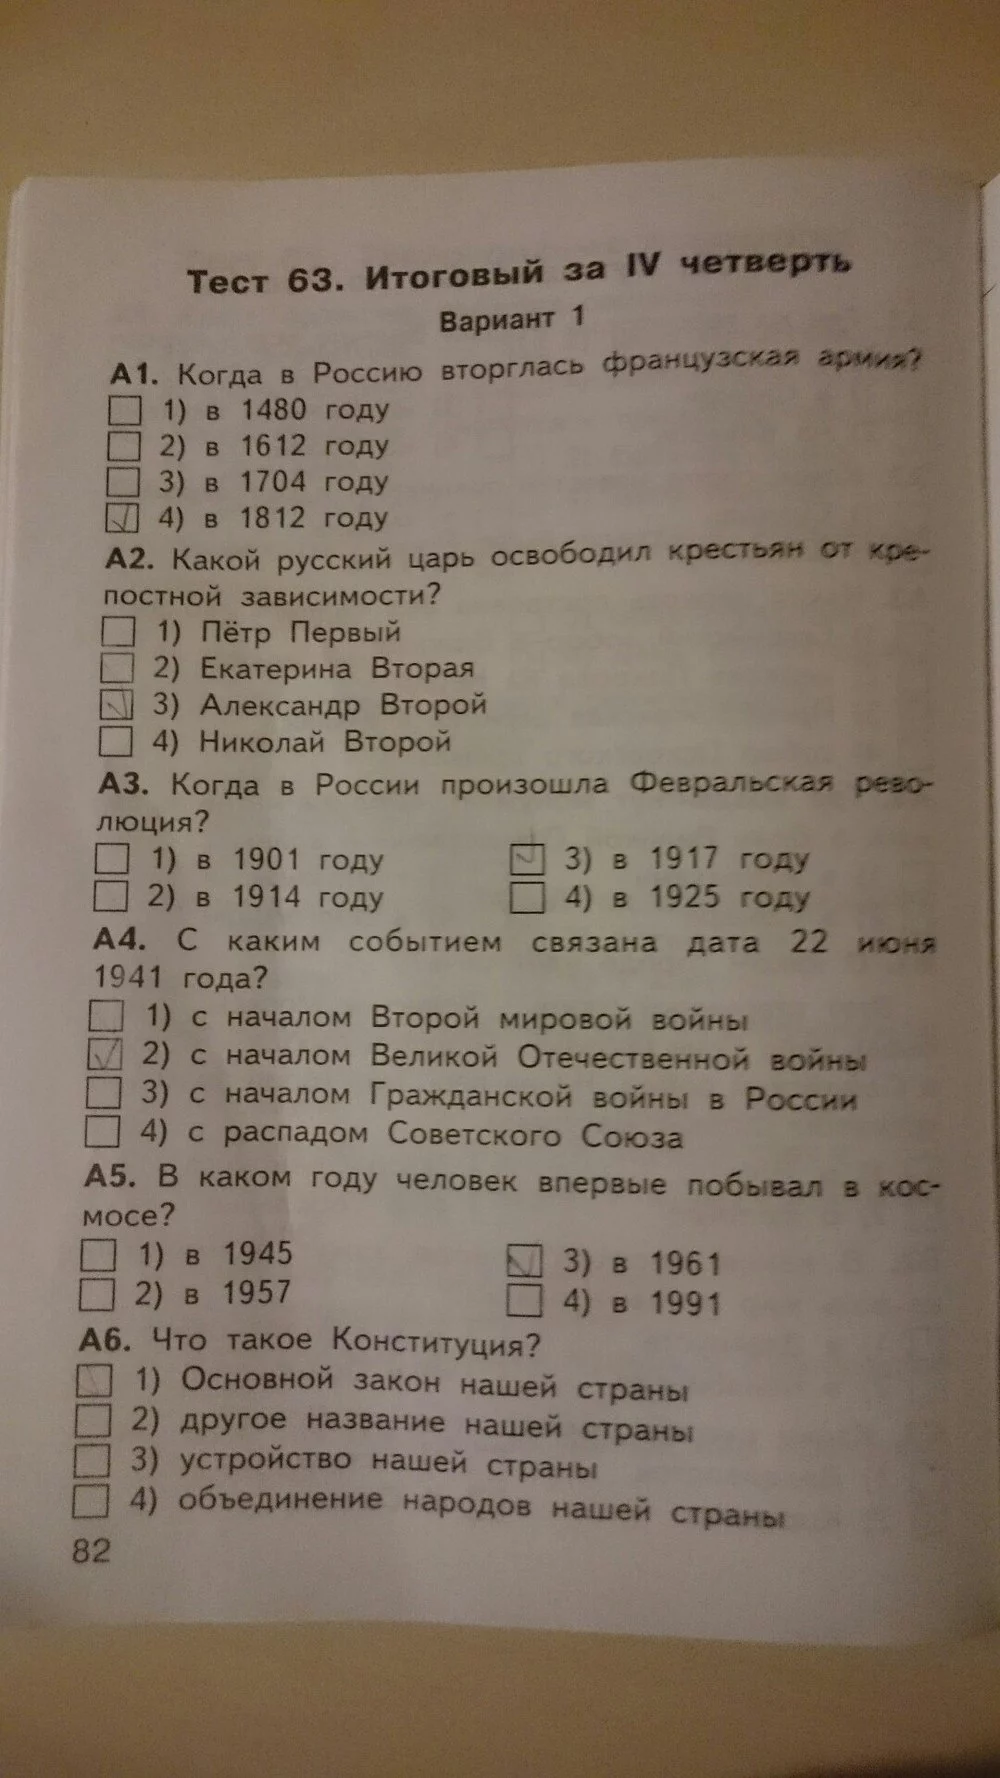 Тест 63. Итоговый за IV четверть
Вариант 1
А1. Когда в Россию вторглась французская армия?
1) в 1480 году
2) в 1612 году
3) в 1704 году
4) в 1812 году
А2. Какой русский царь освободил крестьян от кре-
постной зависимости?
1) Пётр Первый
2) Екатерина Вторая
3) Александр Второй
4) Николай Второй
А3. Когда в России произошла Февральская рево-
люция?
1) в 1901 году
2) в 1914 году
3) в 1917 году
4) в 1925 году
А4. С каким событием связана дата 22 июня
1941 года?
1) с началом Второй мировой войны
2) с началом Великой Отечественной войны
3) с началом Гражданской войны в России
4) с распадом Советского Союза
А5. В каком году человек впервые побывал в кос-
мосе?
1) в 1945
2) в 1957
3) в 1961
4) в 1991
А6. Что такое Конституция?
1) Основной закон нашей страны
2) другое название нашей страны
3) устройство нашей страны
4) объединение народов нашей страны
82